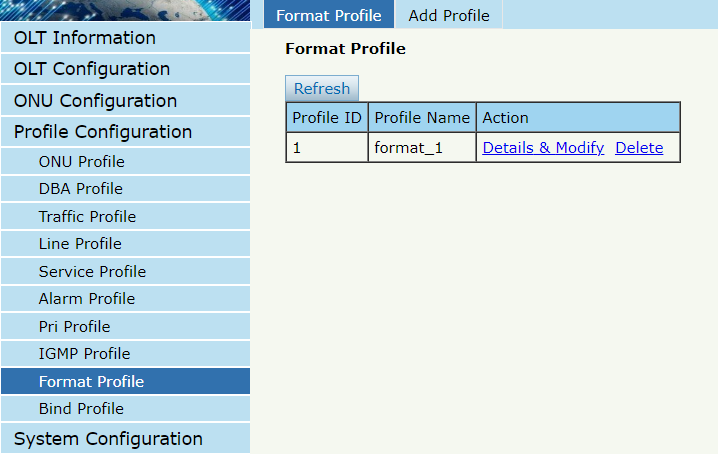 Format Profile Add Profile
OLT Information
OLT Configuration
ONU Configuration
Profile Configuration
ONU Profile
DBA Profile
Traffic Profile
Line Profile
Service Profile
Alarm Profile
Pri Profile
IGMP Profile
Format Profile
Bind Profile
System Configuration
Format Profile
Refresh
Profile ID Profile Name Action
1 format_1 Details & Modify Delete